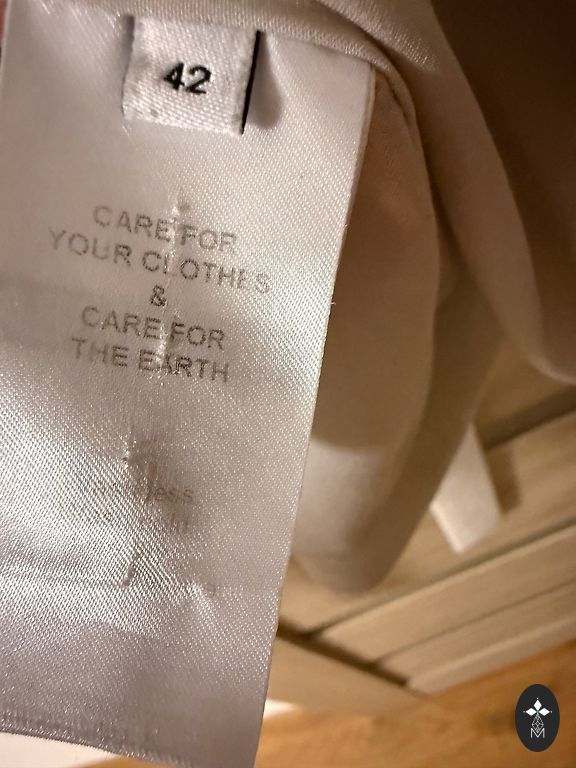 42
CARE FOR
YOUR CLOTHES
&
CARE FOR
THE EARTH
M